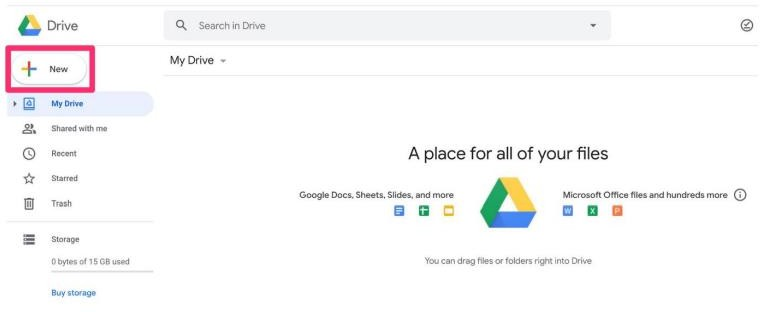 Drive
Search in Drive
New
My Drive
My Drive
Shared with me
Recent
Starred
Trash
Storage
0 bytes of 15 GB used
Buy storage
A place for all of your files
Google Docs, Sheets, Slides, and more
Microsoft Office files and hundreds more
W X P
You can drag files or folders right into Drive